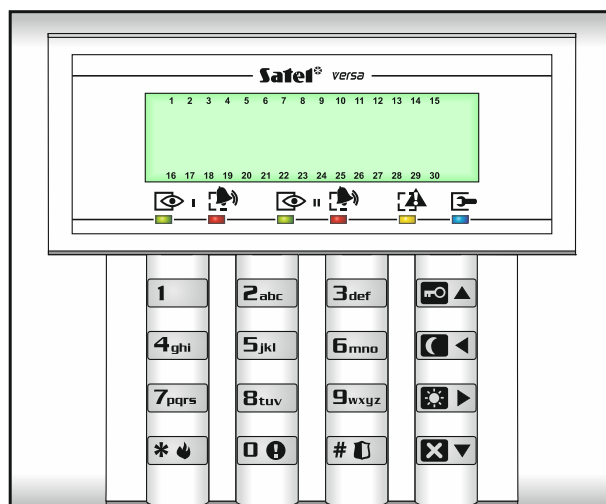 Satel versa
1 2 3 4 5 6 7 8 9 10 11 12 13 14 15
16 17 18 19 20 21 22 23 24 25 26 27 28 29 30
I II
1 2abc 3def
4ghi 5jkl 6mno
7pqrs 8tuv 9wxyz
* 0 #